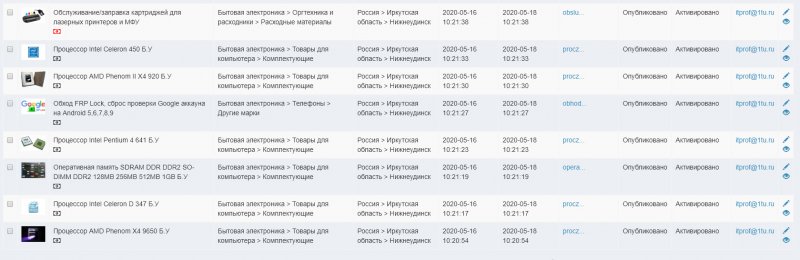 Обслуживание/заправка картриджей для Бытовая электроника > Оргтехника и Россия > Иркутская 2020-05-16 2020-05-18 obslu... Опубликовано Активировано itprof@1tu.ru
лазерных принтеров и МФУ расходники > Расходные материалы область > Нижнеудинск 10:21:38 10:21:38
Процессор Intel Celeron 450 Б.У Бытовая электроника > Товары для Россия > Иркутская 2020-05-16 2020-05-18 procz... Опубликовано Активировано itprof@1tu.ru
компьютера > Комплектующие область > Нижнеудинск 10:21:33 10:21:33
Процессор AMD Phenom II X4 920 Б.У Бытовая электроника > Товары для Россия > Иркутская 2020-05-16 2020-05-18 procz... Опубликовано Активировано itprof@1tu.ru
компьютера > Комплектующие область > Нижнеудинск 10:21:30 10:21:30
Google Обход FRP Lock, сброс проверки Google аккауна Бытовая электроника > Телефоны > Россия > Иркутская 2020-05-16 2020-05-18 obhod... Опубликовано Активировано itprof@1tu.ru
на Android 5,6,7,8,9 Другие марки область > Нижнеудинск 10:21:27 10:21:27
Процессор Intel Pentium 4 641 Б.У Бытовая электроника > Товары для Россия > Иркутская 2020-05-16 2020-05-18 procz... Опубликовано Активировано itprof@1tu.ru
компьютера > Комплектующие область > Нижнеудинск 10:21:23 10:21:23
Оперативная память SDRAM DDR DDR2 SO- Бытовая электроника > Товары для Россия > Иркутская 2020-05-16 2020-05-18 opera... Опубликовано Активировано itprof@1tu.ru
DIMM DDR2 128MB 256MB 512MB 1GB Б.У компьютера > Комплектующие область > Нижнеудинск 10:21:19 10:21:19
Процессор Intel Celeron D 347 Б.У Бытовая электроника > Товары для Россия > Иркутская 2020-05-16 2020-05-18 procz... Опубликовано Активировано itprof@1tu.ru
компьютера > Комплектующие область > Нижнеудинск 10:21:17 10:21:17
Процессор AMD Phenom X4 9650 Б.У Бытовая электроника > Товары для Россия > Иркутская 2020-05-16 2020-05-18 procz... Опубликовано Активировано itprof@1tu.ru
компьютера > Комплектующие область > Нижнеудинск 10:20:54 10:20:54